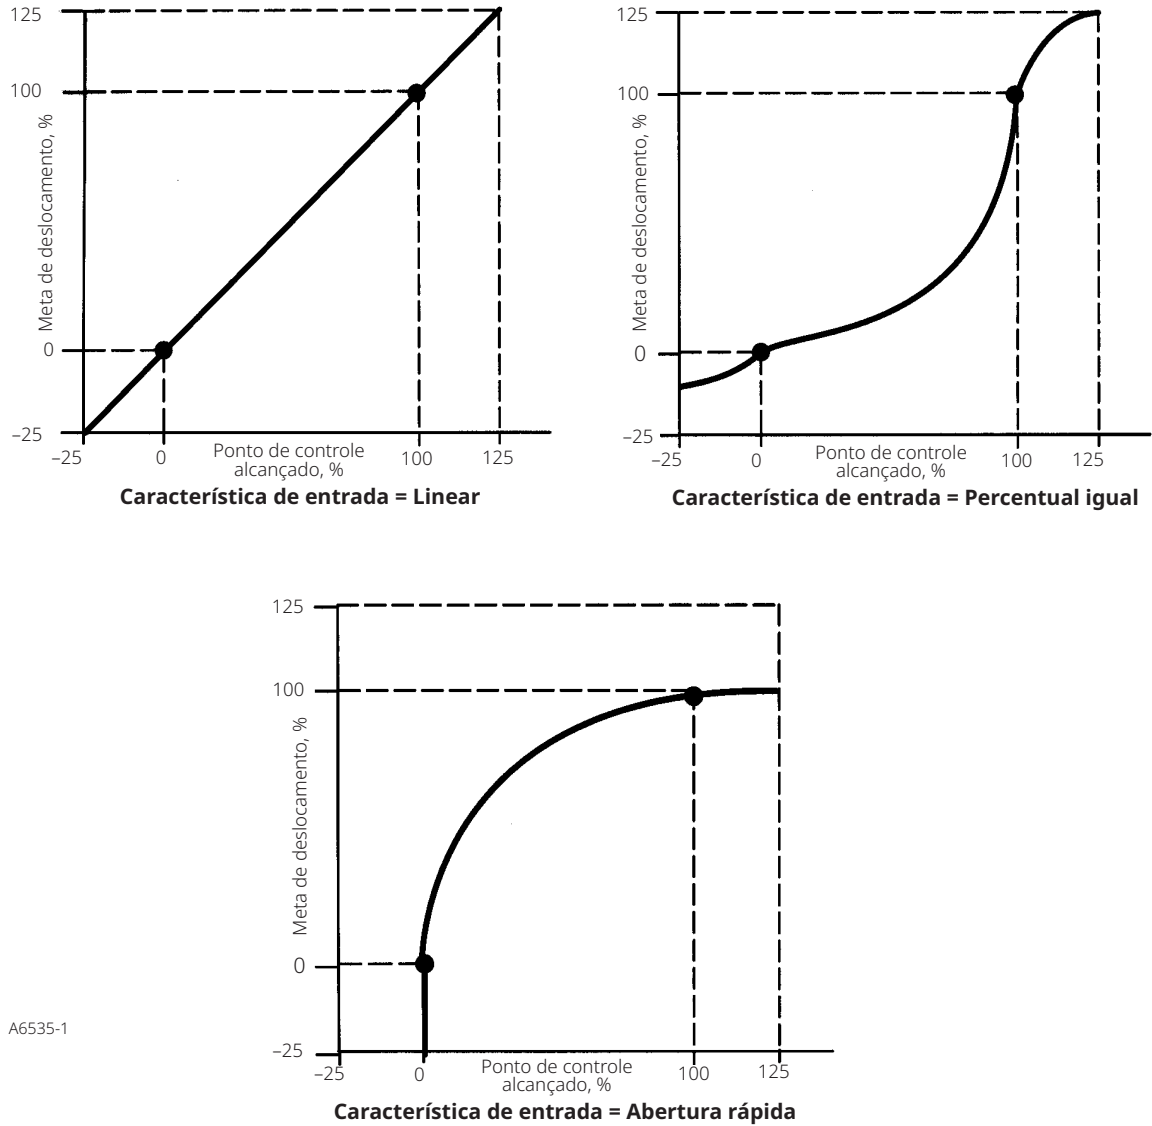 125
100
Meta de deslocamento, %
0
–25
–25
0
Ponto de controle
alcançado, %
100
125
Característica de entrada = Linear
125
100
Meta de deslocamento, %
0
–25
–25
0
Ponto de controle
alcançado, %
100
125
Característica de entrada = Percentual igual
125
100
Meta de deslocamento, %
0
–25
–25
0
Ponto de controle
alcançado, %
100
125
Característica de entrada = Abertura rápida
A6535-1